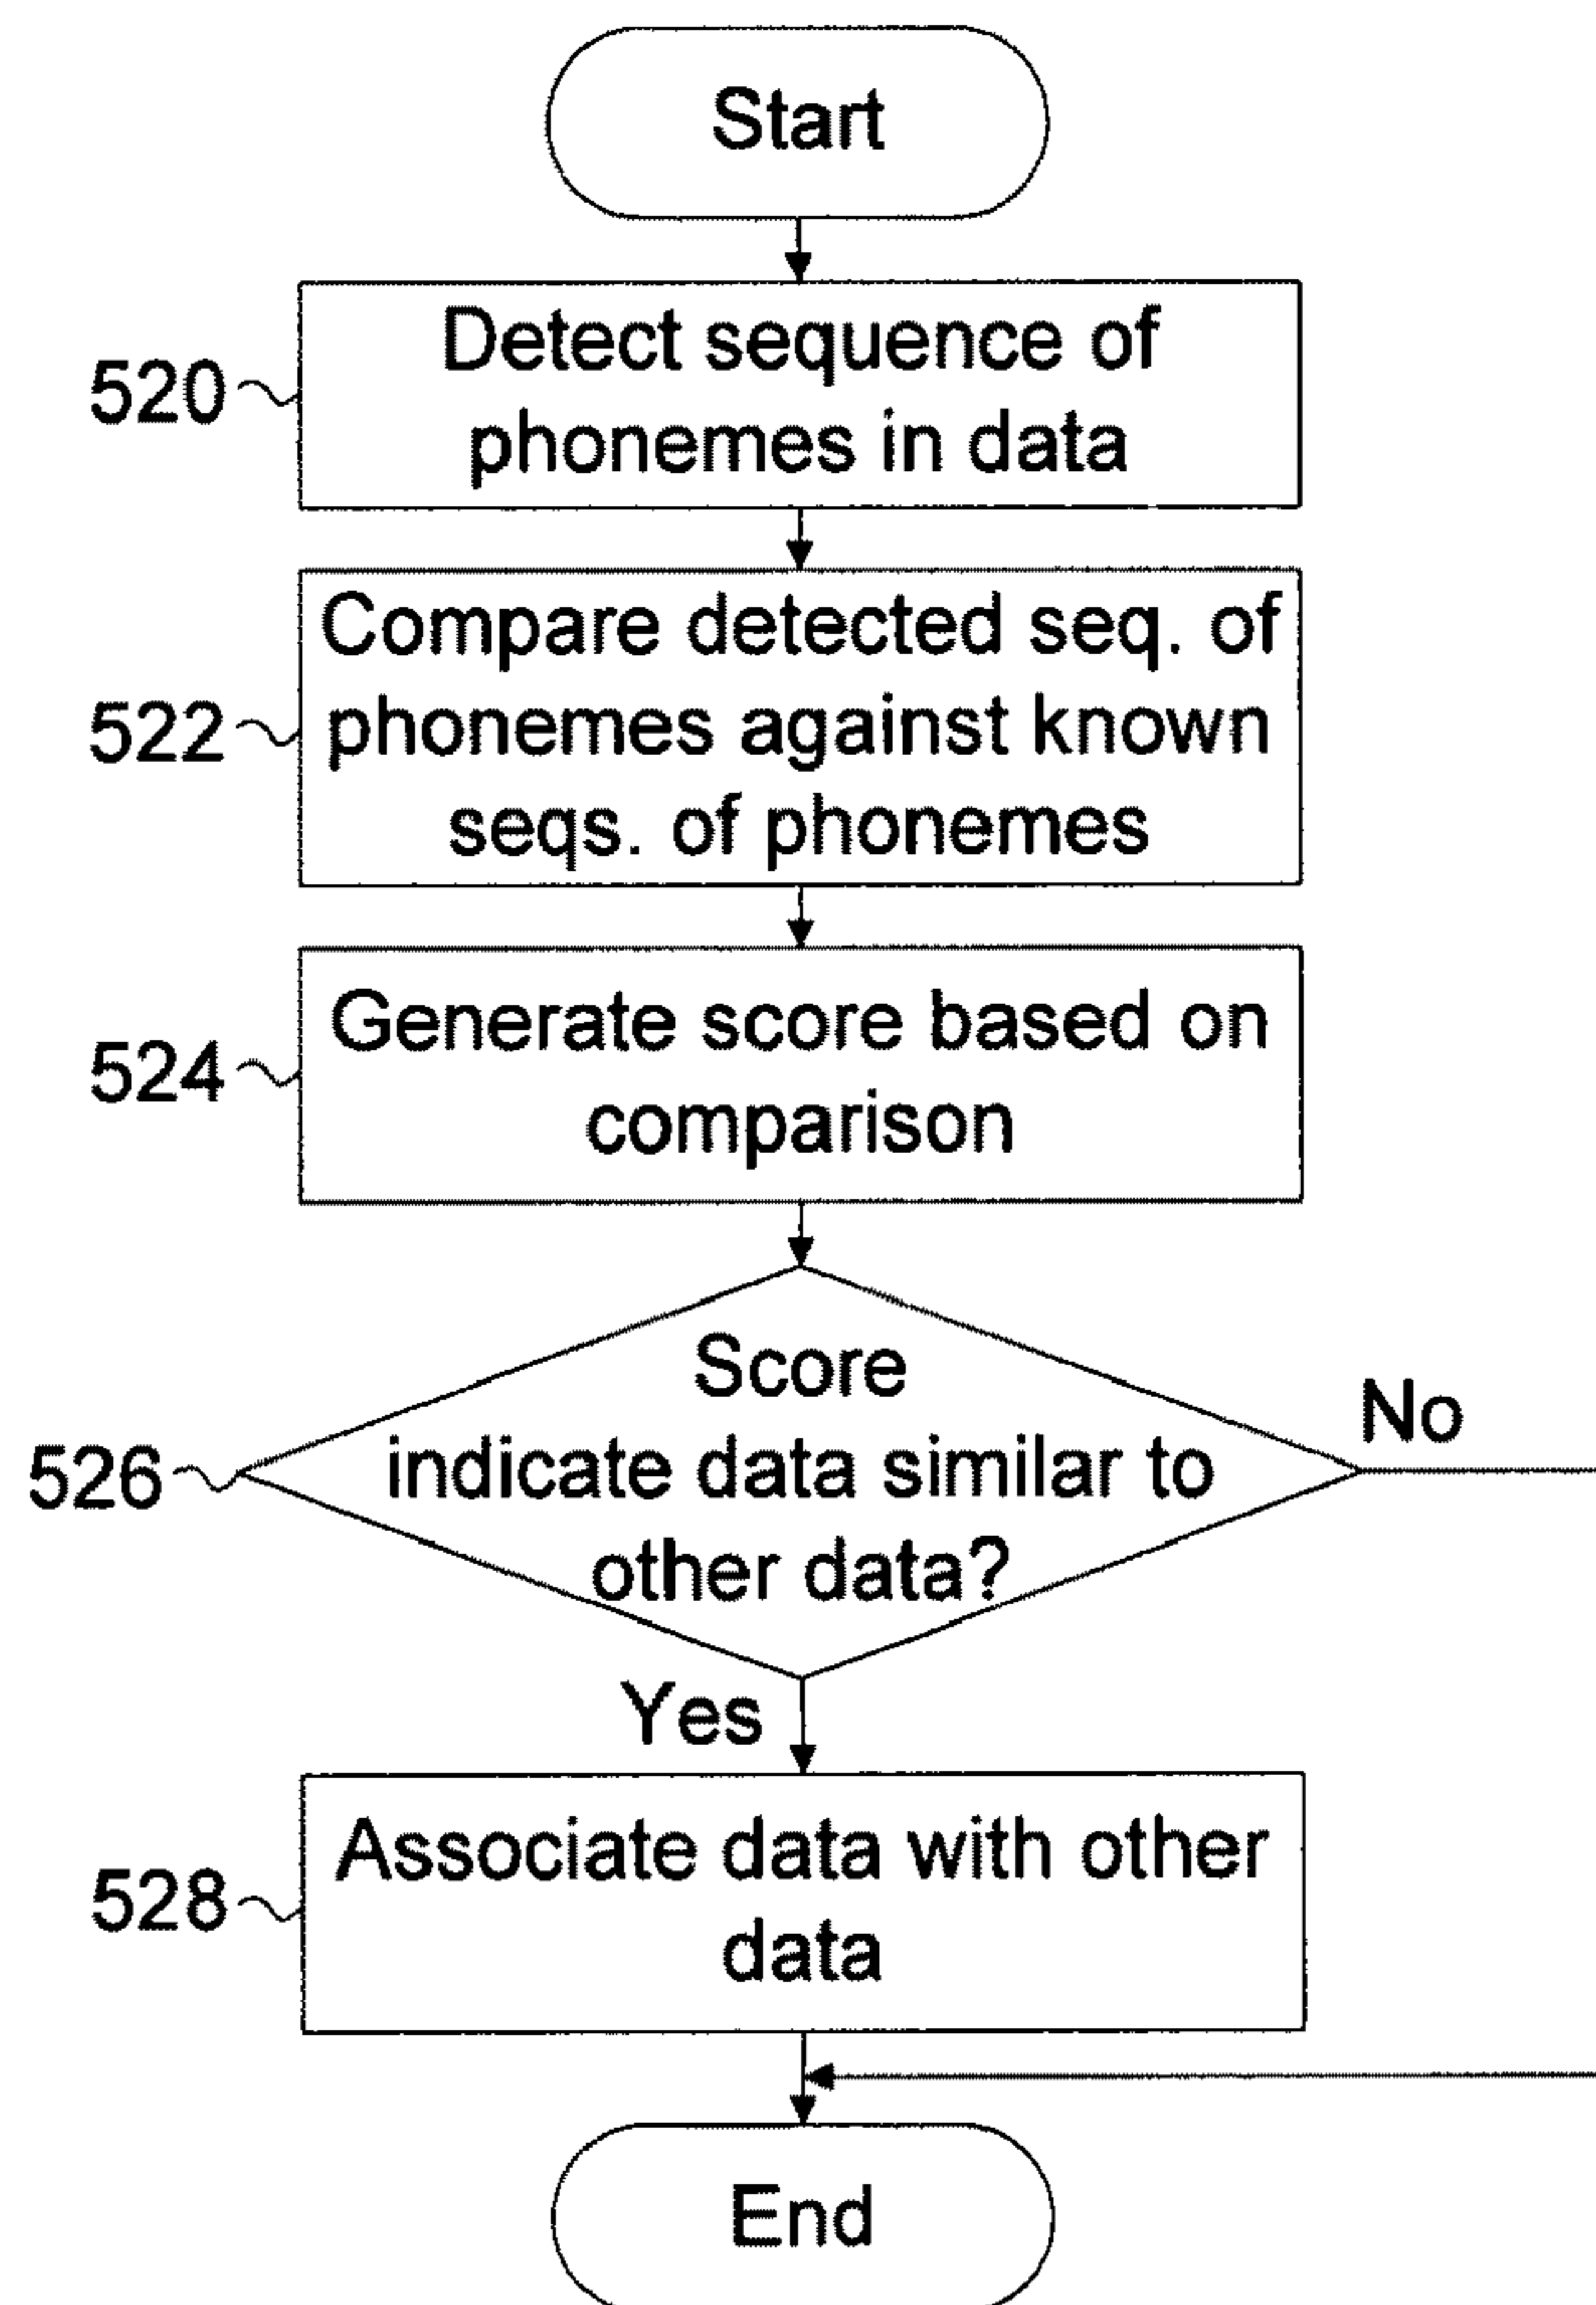 Start
520
Detect sequence of
phonemes in data
522
Compare detected seq. of
phonemes against known
seqs. of phonemes
524
Generate score based on
comparison
526
Score
indicate data similar to
other data?
No
Yes
528
Associate data with other
data
End